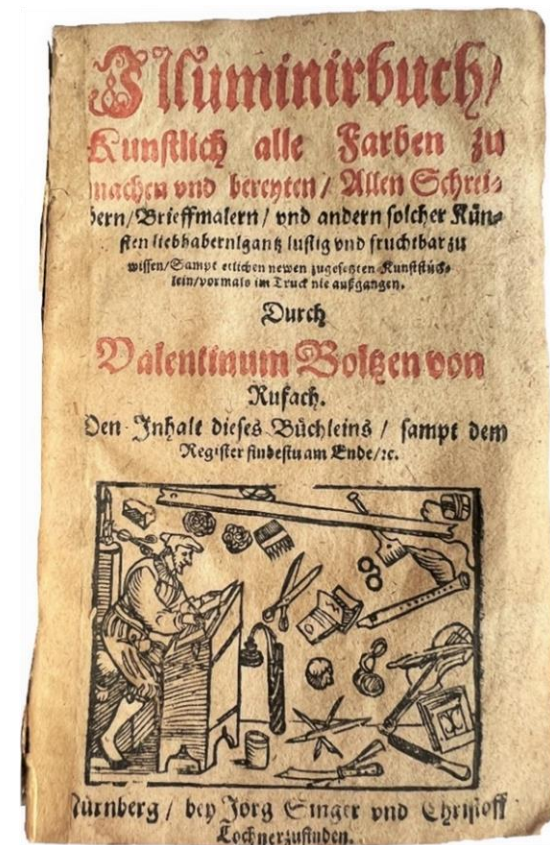 Illuminirbuch/
Kunstlich alle Farben zu
machen vnd bereyten / Allen Schrei⸗
bern/Brieffmalern / vnd andern solcher Kün⸗
sten liebhabern/gantz lustig vnd fruchtbar zu
wissen/Sampt etlichen newen zugesetzten Kunststück⸗
lein/vormals im Truck nie außgangen.
Durch
Valentinum Boltzen von
Rufach.
Den Inhalt dieses Büchleins / sampt dem
Register findestu am Ende/ꝛc.
Nürnberg / bey Jörg Singer vnd Christoff
Lochner zufinden.